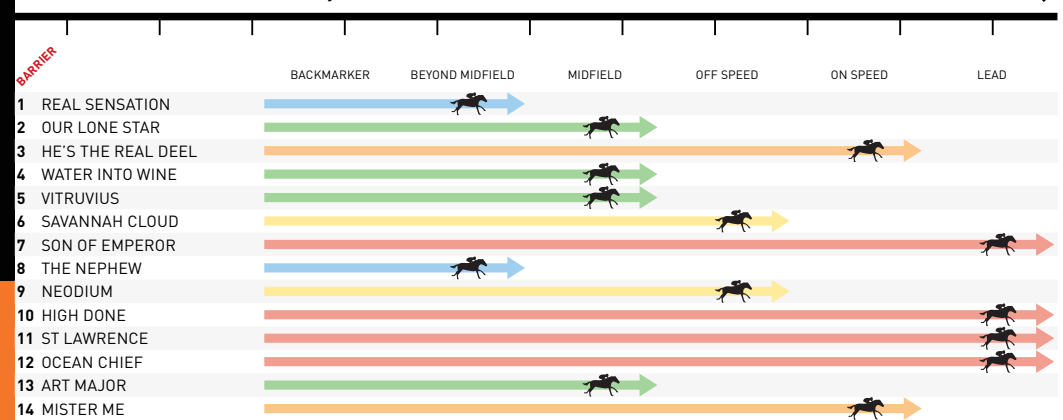 BARRIER
BACKMARKER BEYOND MIDFIELD MIDFIELD OFF SPEED ON SPEED LEAD
1 REAL SENSATION
2 OUR LONE STAR
3 HE'S THE REAL DEEL
4 WATER INTO WINE
5 VITRUVIUS
6 SAVANNAH CLOUD
7 SON OF EMPEROR
8 THE NEPHEW
9 NEODIUM
10 HIGH DONE
11 ST LAWRENCE
12 OCEAN CHIEF
13 ART MAJOR
14 MISTER ME